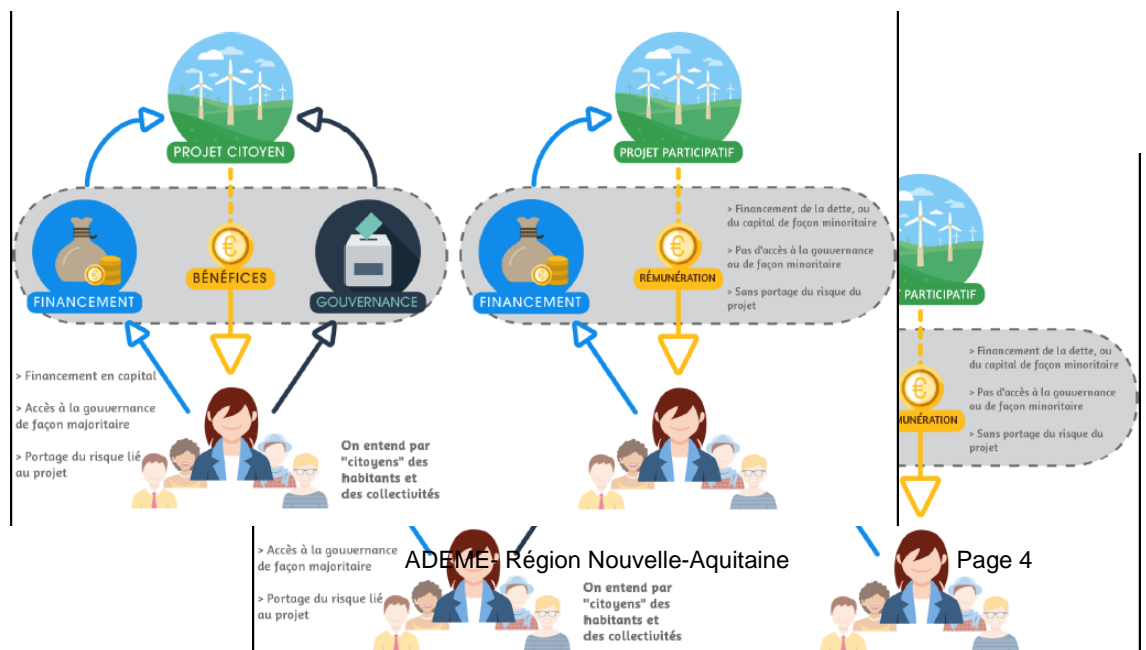 PROJET CITOYEN
FINANCEMENT
BÉNÉFICES
GOUVERNANCE
> Financement en capital
> Accès à la gouvernance
de façon majoritaire
> Portage du risque lié
au projet
On entend par
"citoyens" des
habitants et
des collectivités
PROJET PARTICIPATIF
FINANCEMENT
RÉMUNÉRATION
> Financement de la dette, ou
du capital de façon minoritaire
> Pas d'accès à la gouvernance
ou de façon minoritaire
> Sans portage du risque du
projet
PARTICIPATIF
> Financement de la dette, ou
du capital de façon minoritaire
> Pas d'accès à la gouvernance
ou de façon minoritaire
> Sans portage du risque du
projet
MUNÉRATION
> Accès à la gouvernance
de façon majoritaire
> Portage du risque lié
au projet
On entend par
"citoyens" des
habitants et
des collectivités
ADEME- Région Nouvelle-Aquitaine
Page 4